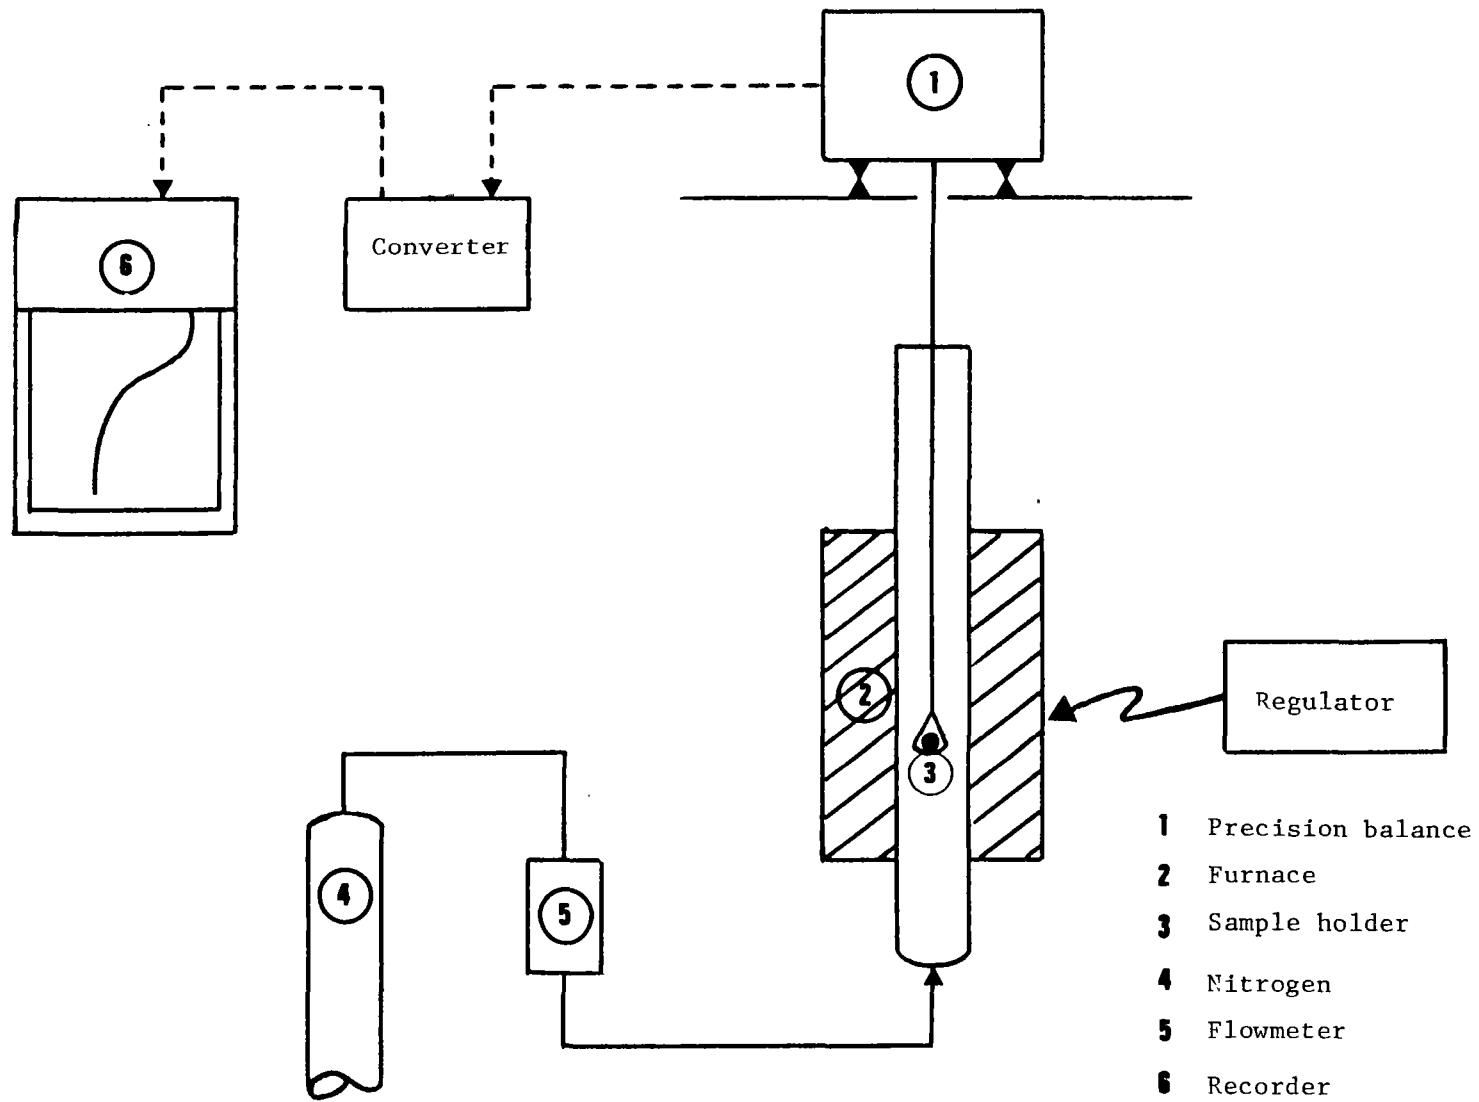 1
6
Converter
2
Regulator
3
4
5
1 Precision balance
2 Furnace
3 Sample holder
4 Nitrogen
5 Flowmeter
6 Recorder